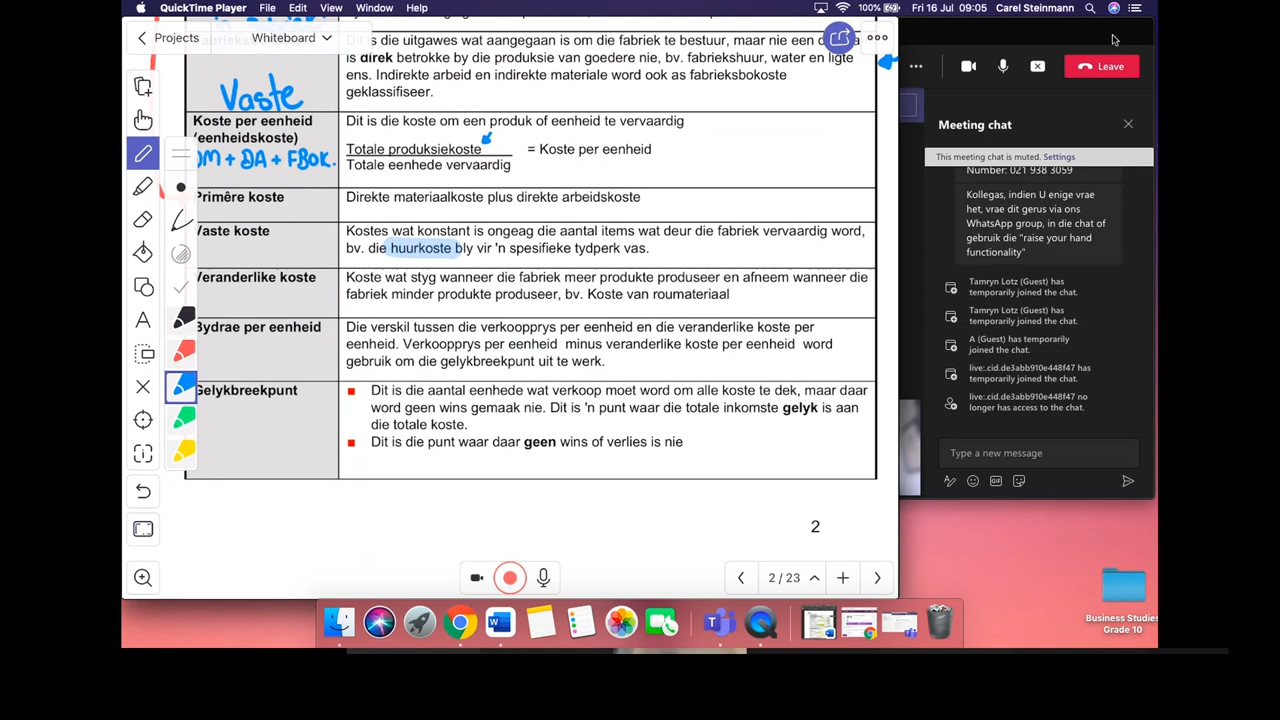 QuickTime Player File Edit View Window Help
100% Fri 16 Jul 09:05 Carel Steinmann
Projects
Whiteboard
Dit is die uitgawes wat aangegaan is om die fabriek te bestuur, maar nie
is direk betrokke by die produksie van goedere nie, bv. fabriekshuur, water en ligte
ens. Indirekte arbeid en indirekte materiale word ook as fabrieksbokoste
geklassifiseer.
Vaste
Koste per eenheid
(eenheidskoste)
DM + DA + FBOK.
Dit is die koste om een produk of eenheid te vervaardig
Totale produksiekoste = Koste per eenheid
Totale eenhede vervaardig
Primêre koste
Direkte materiaalkoste plus direkte arbeidskoste
Vaste koste
Kostes wat konstant is ongeag die aantal items wat deur die fabriek vervaardig word,
bv. die huurkoste bly vir 'n spesifieke tydperk vas.
Veranderlike koste
Koste wat styg wanneer die fabriek meer produkte produseer en afneem wanneer die
fabriek minder produkte produseer, bv. Koste van roumateriaal
Bydrae per eenheid
Die verskil tussen die verkoopprys per eenheid en die veranderlike koste per
eenheid. Verkoopprys per eenheid minus veranderlike koste per eenheid word
gebruik om die gelykbreekpunt uit te werk.
Gelykbreekpunt
Dit is die aantal eenhede wat verkoop moet word om alle koste te dek, maar daar
word geen wins gemaak nie. Dit is 'n punt waar die totale inkomste gelyk is aan
die totale koste.
Dit is die punt waar daar geen wins of verlies is nie
2
2 / 23
Leave
Meeting chat
This meeting chat is muted. Settings
Number: 021 938 3059
Kollegas, indien U enige vrae
het, vrae dit gerus via ons
WhatsApp group, in die chat of
gebruik die "raise your hand
functionality"
Tamryn Lotz (Guest) has
temporarily joined the chat.
Tamryn Lotz (Guest) has
temporarily joined the chat.
A (Guest) has temporarily
joined the chat.
live:.cid.de3abb910e448f47 has
temporarily joined the chat.
live:.cid.de3abb910e448f47 no
longer has access to the chat.
Type a new message
GIF
Business Studies
Grade 10